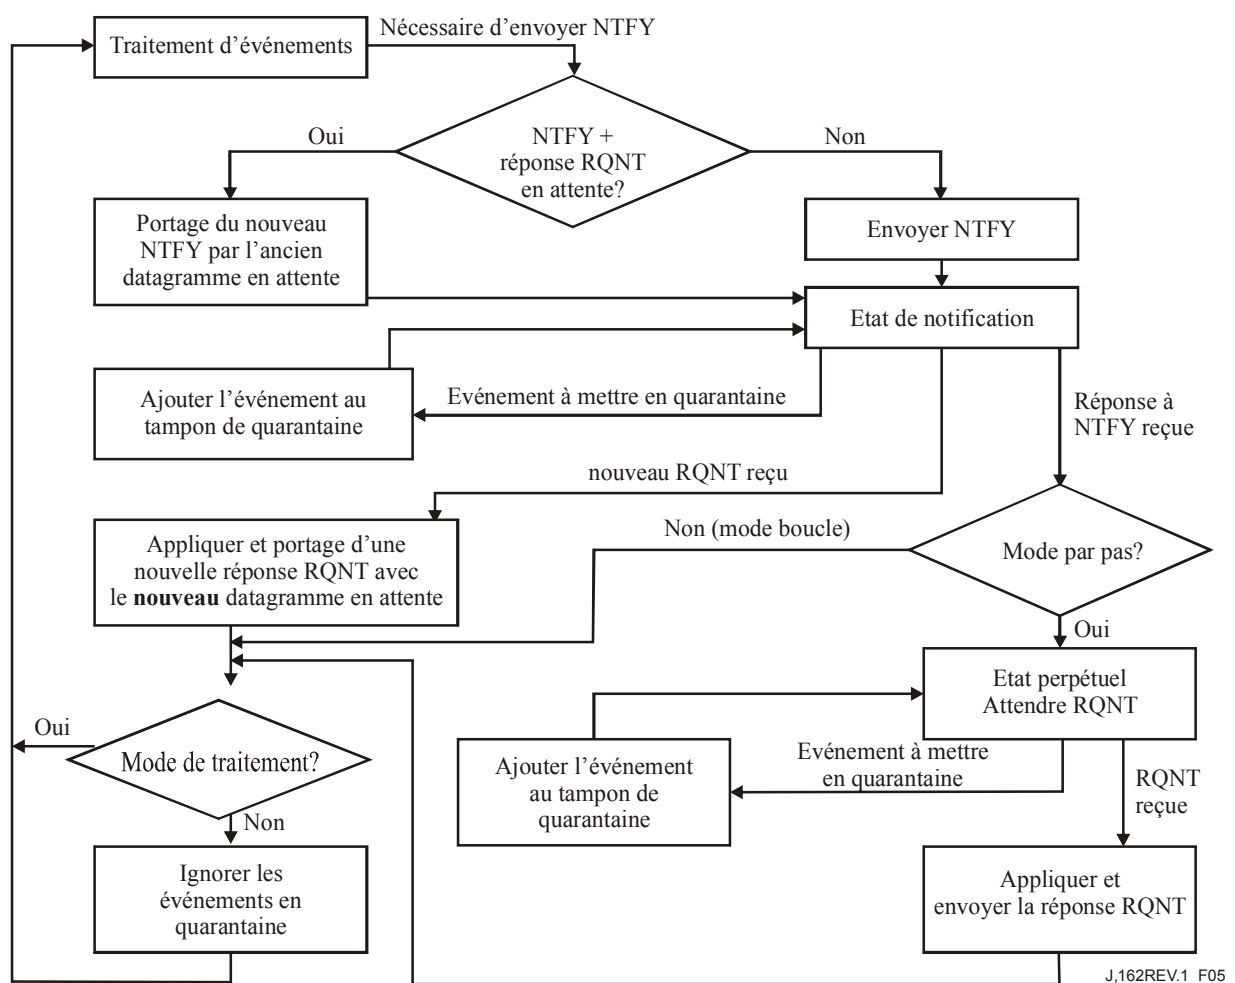 Traitement d'événements
Nécessaire d'envoyer NTFY
NTFY +
réponse RQNT
en attente?
Oui
Non
Portage du nouveau
NTFY par l'ancien
datagramme en attente
Envoyer NTFY
Etat de notification
Ajouter l'événement au
tampon de quarantaine
Evénement à mettre en quarantaine
Réponse à
NTFY reçue
nouveau RQNT reçu
Appliquer et portage d'une
nouvelle réponse RQNT avec
le nouveau datagramme en attente
Non (mode boucle)
Mode par pas?
Oui
Etat perpétuel
Attendre RQNT
Oui
Mode de traitement?
Ajouter l'événement
au tampon de
quarantaine
Evénement à mettre
en quarantaine
RQNT
reçue
Non
Ignorer les
événements en
quarantaine
Appliquer et
envoyer la réponse RQNT
J,162REV.1_F05